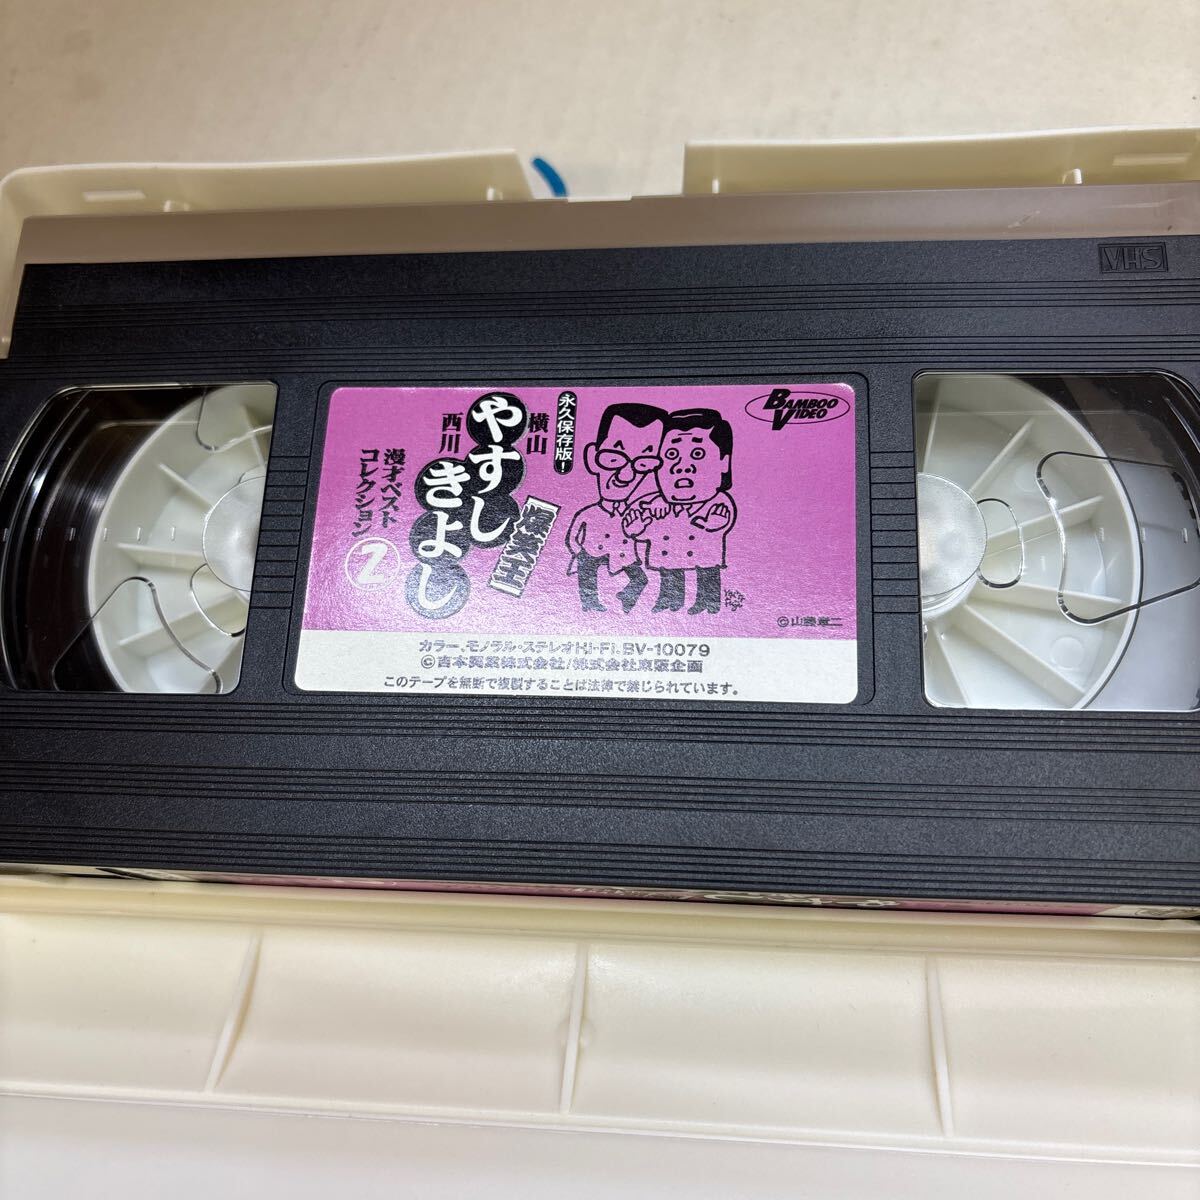 VHS
BAMBOO VIDEO
永久保存版!
横山
やすし
西川
きよし
【爆笑王】
漫才ベスト
コレクション
2
©山藤章二
カラー、モノラル・ステレオHI-FI. BV-10079
©吉本興業株式会社/株式会社東阪企画
このテープを無断で複製することは法律で禁じられています。